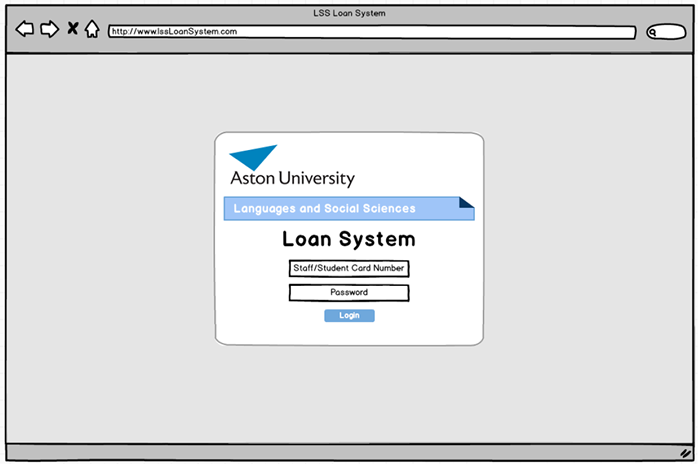 LSS Loan System
http://www.lssLoanSystem.com
Aston University
Languages and Social Sciences
Loan System
Staff/Student Card Number
Password
Login